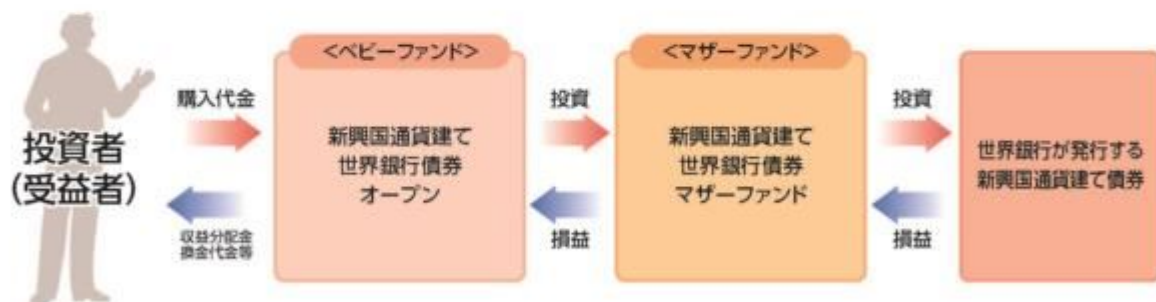 投資者
(受益者)
購入代金
収益分配金
換金代金等
<ベビーファンド>
新興国通貨建て
世界銀行債券
オープン
投資
損益
<マザーファンド>
新興国通貨建て
世界銀行債券
マザーファンド
投資
損益
世界銀行が発行する
新興国通貨建て債券